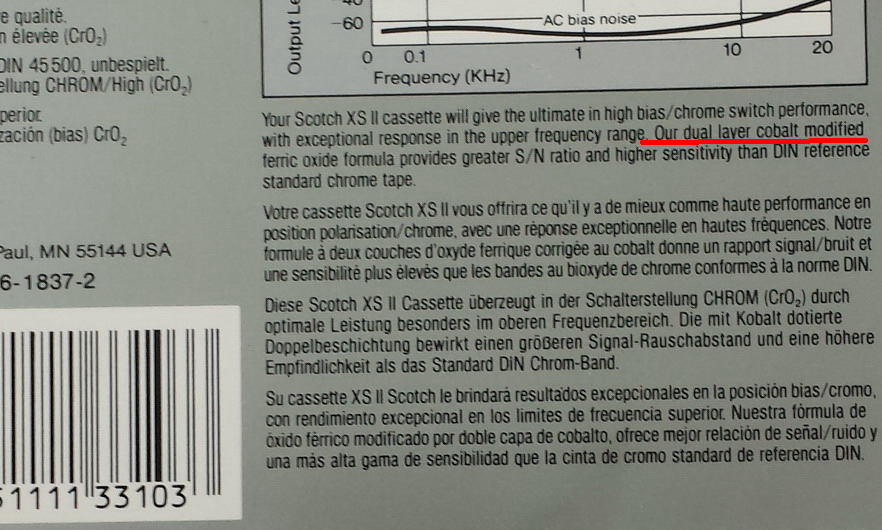 e qualité.
n élevée (CrO₂)
DIN 45 500, unbespielt.
ellung CHROM/High (CrO₂)
perior.
zación (bias) CrO₂
Paul, MN 55144 USA
6-1837-2
1111 33103
Output Le
-60
AC bias noise
0 0.1 1 10 20
Frequency (KHz)
Your Scotch XS II cassette will give the ultimate in high bias/chrome switch performance,
with exceptional response in the upper frequency range. Our dual layer cobalt modified
ferric oxide formula provides greater S/N ratio and higher sensitivity than DIN reference
standard chrome tape.
Votre cassette Scotch XS II vous offrira ce qu'il y a de mieux comme haute performance en
position polarisation/chrome, avec une réponse exceptionnelle en hautes fréquences. Notre
formule à deux couches d'oxyde ferrique corrigée au cobalt donne un rapport signal/bruit et
une sensibilité plus élevés que les bandes au bioxyde de chrome conformes à la norme DIN.
Diese Scotch XS II Cassette überzeugt in der Schalterstellung CHROM (CrO₂) durch
optimale Leistung besonders im oberen Frequenzbereich. Die mit Kobalt dotierte
Doppelbeschichtung bewirkt einen größeren Signal-Rauschabstand und eine höhere
Empfindlichkeit als das Standard DiN Chrom-Band.
Su cassette XS II Scotch le brindará resultados excepcionales en la posición bias/cromo,
con rendimiento excepcional en los limites de frecuencia superior. Nuestra fórmula de
óxido férrico modificado por doble capa de cobalto, ofrece mejor relación de señal/ruido y
una más alta gama de sensibilidad que la cinta de cromo standard de referencia DIN.